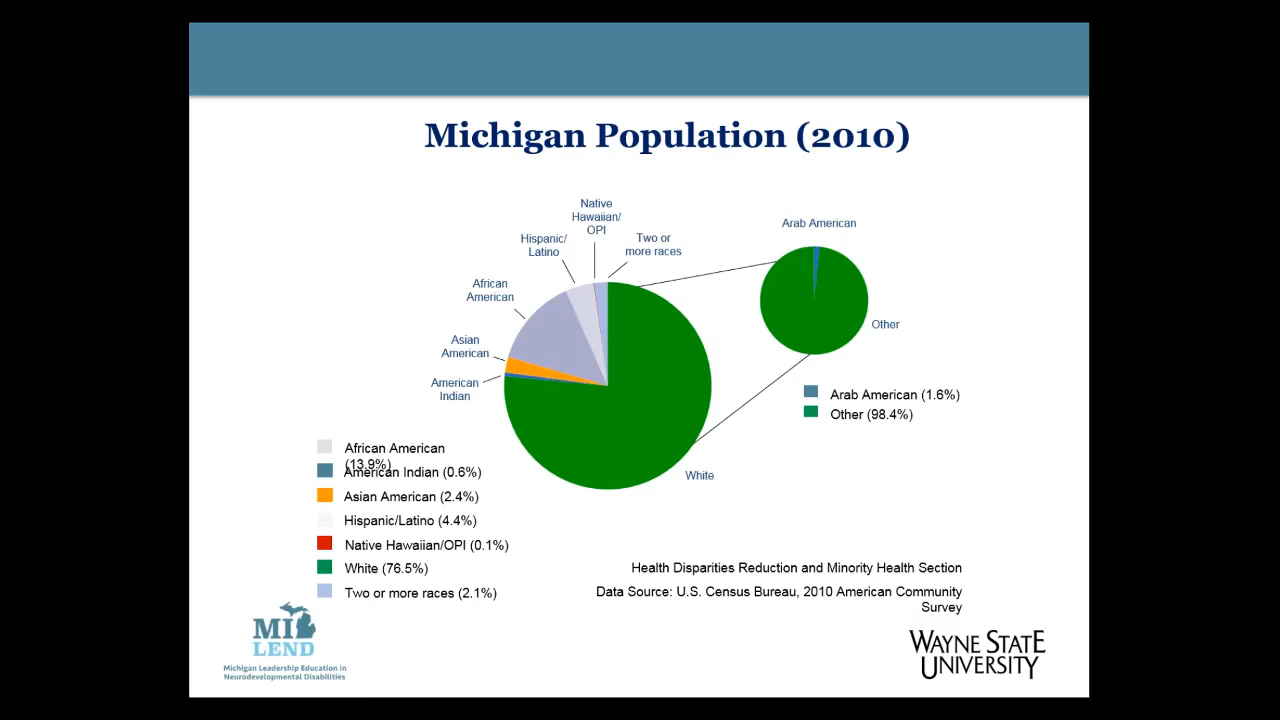 Michigan Population (2010)
Native
Hawaiian/
OPI
Hispanic/
Latino
Two or
more races
African
American
Asian
American
American
Indian
White
Arab American
Other
Arab American (1.6%)
Other (98.4%)
African American
(13.9%)
American Indian (0.6%)
Asian American (2.4%)
Hispanic/Latino (4.4%)
Native Hawaiian/OPI (0.1%)
White (76.5%)
Two or more races (2.1%)
Health Disparities Reduction and Minority Health Section
Data Source: U.S. Census Bureau, 2010 American Community
Survey
MI
LEND
Michigan Leadership Education in
Neurodevelopmental Disabilities
WAYNE STATE
UNIVERSITY